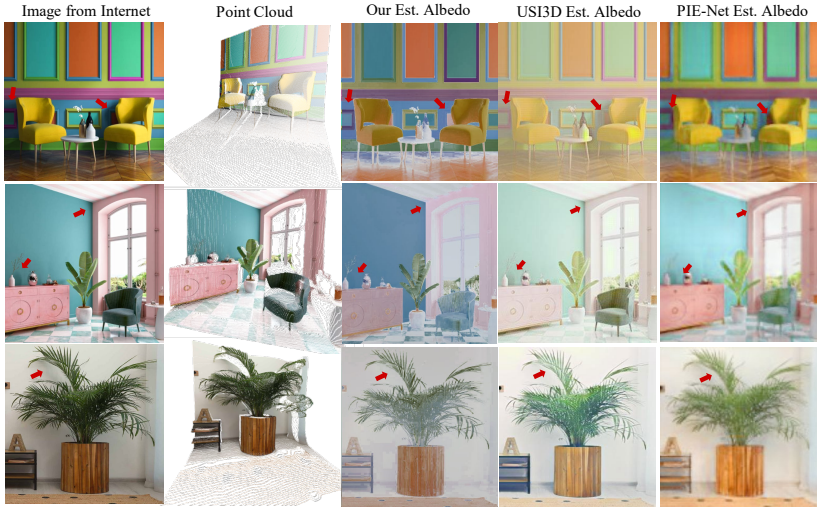 Image from Internet
Point Cloud
Our Est. Albedo
USI3D Est. Albedo
PIE-Net Est. Albedo
A